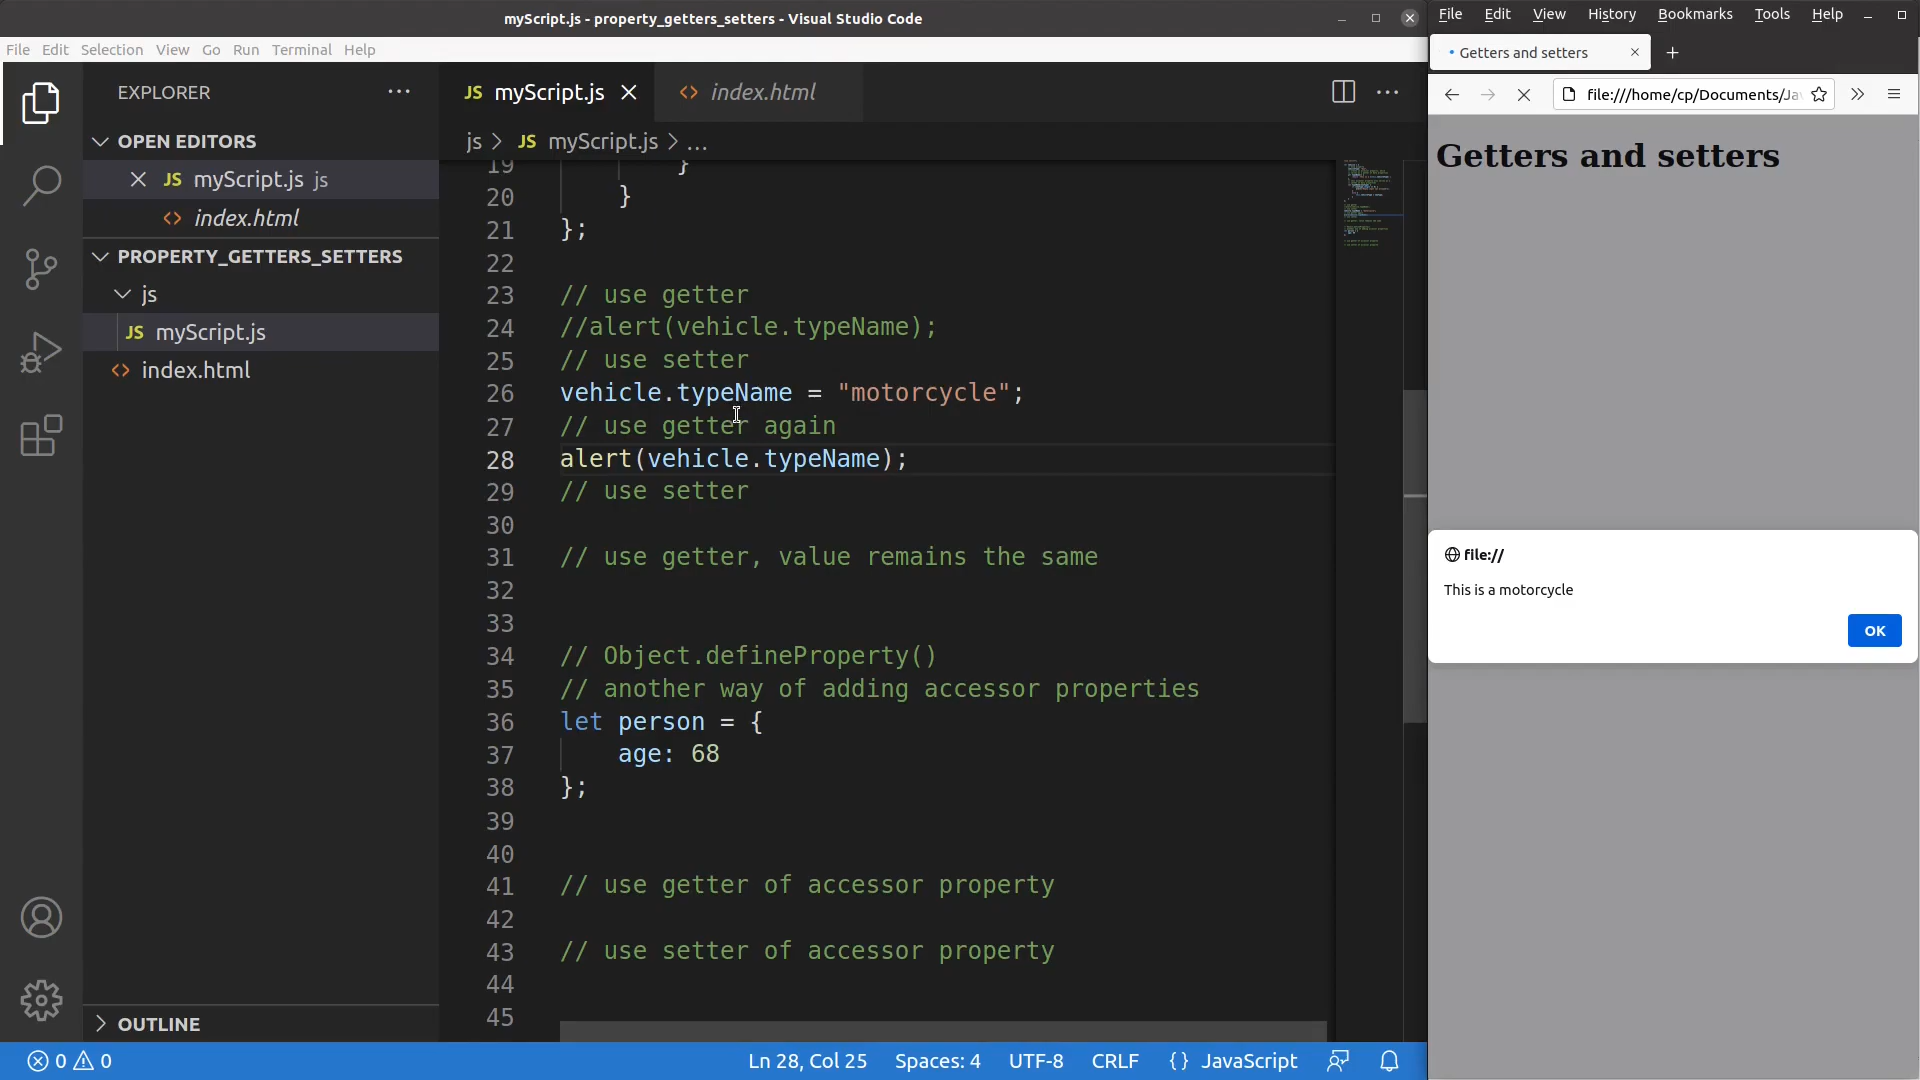 myScript.js - property_getters_setters - Visual Studio Code
File Edit Selection View Go Run Terminal Help
EXPLORER
OPEN EDITORS
JS myScript.js js
<> index.html
PROPERTY_GETTERS_SETTERS
js
JS myScript.js
<> index.html
OUTLINE
JS myScript.js
<> index.html
js > JS myScript.js > ...
19 }
20 }
21 };
22
23 // use getter
24 //alert(vehicle.typeName);
25 // use setter
26 vehicle.typeName = "motorcycle";
27 // use getter again
28 alert(vehicle.typeName);
29 // use setter
30
31 // use getter, value remains the same
32
33
34 // Object.defineProperty()
35 // another way of adding accessor properties
36 let person = {
37 age: 68
38 };
39
40
41 // use getter of accessor property
42
43 // use setter of accessor property
44
45
0 0
Ln 28, Col 25 Spaces: 4 UTF-8 CRLF {} JavaScript
File Edit View History Bookmarks Tools Help
Getters and setters
file:///home/cp/Documents/Ja
Getters and setters
file://
This is a motorcycle
OK